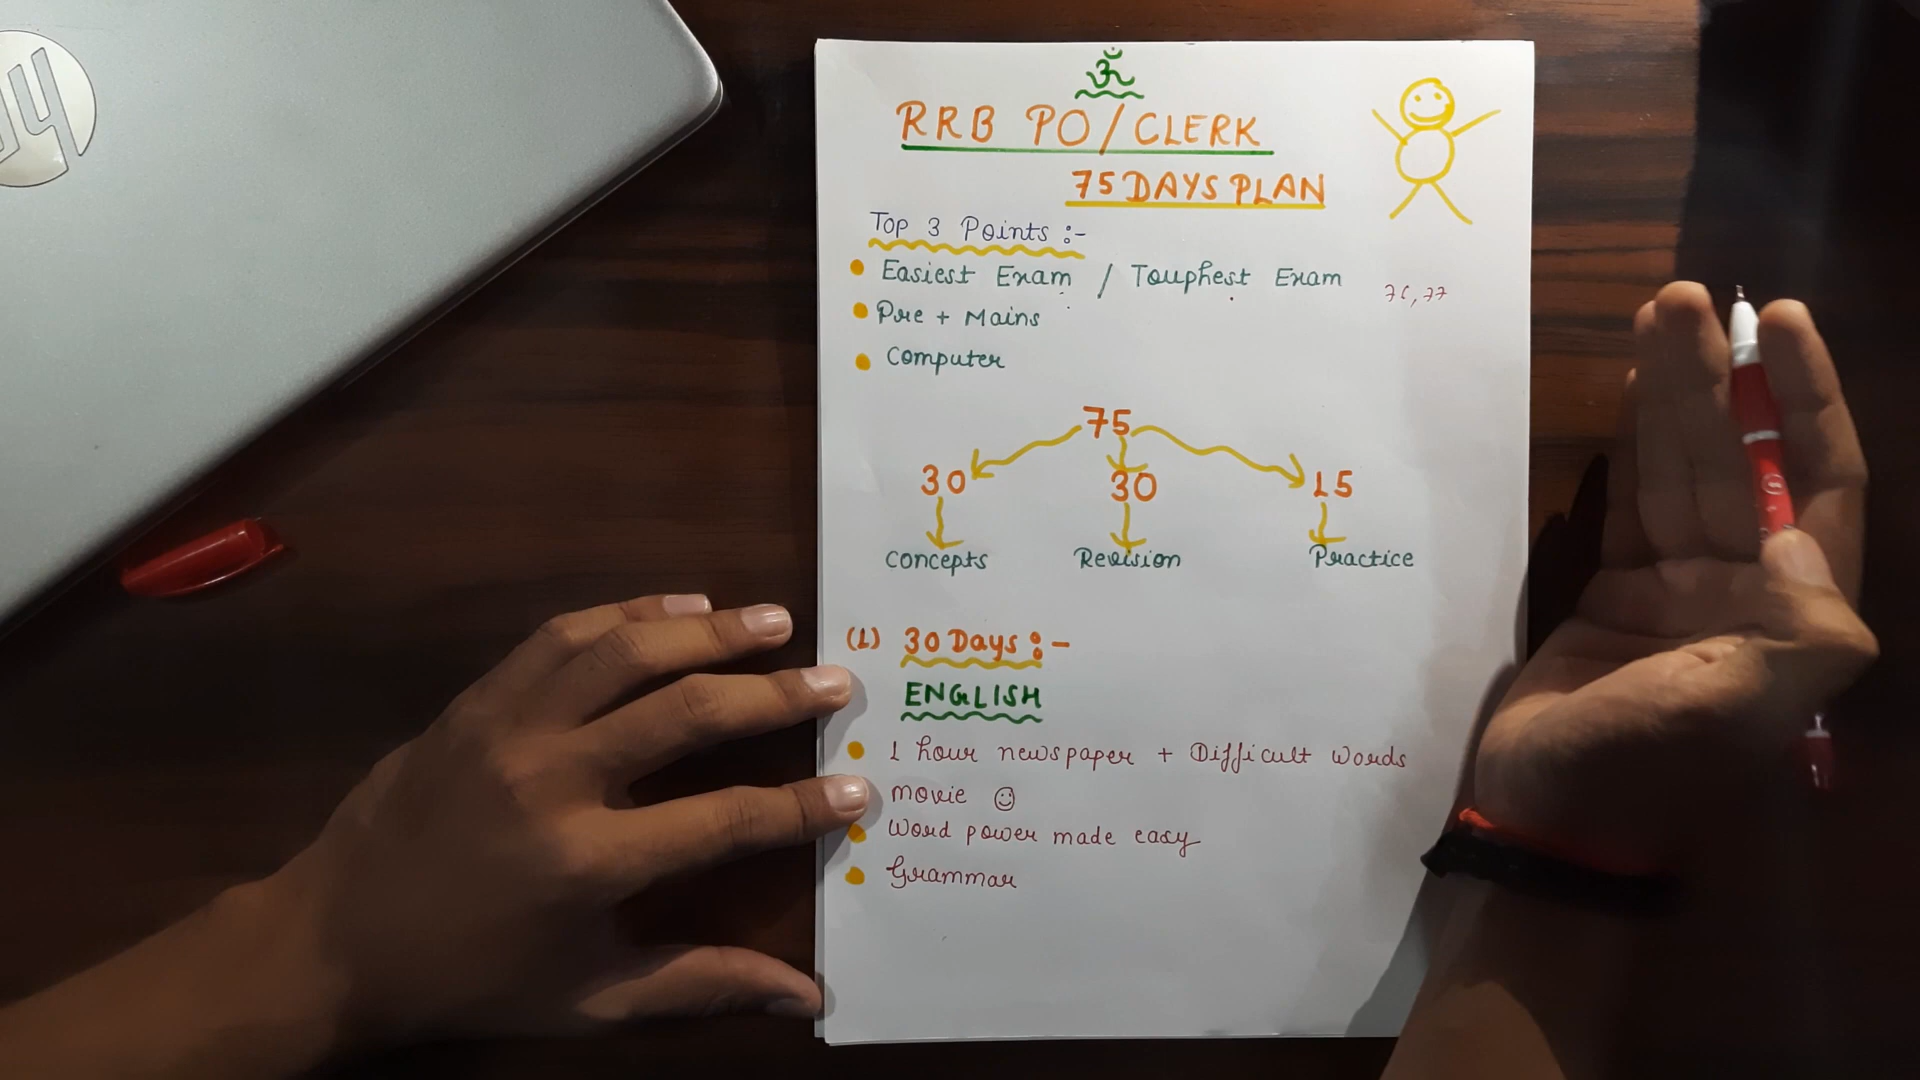 ॐ
RRB PO/CLERK
75 DAYS PLAN
Top 3 Points :-
Easiest Exam / Toughest Exam
76, 77
Pre + Mains
Computer
75
30 30 15
Concepts Revision Practice
(1) 30 Days :-
ENGLISH
1 hour newspaper + Difficult words
Movie ☺
Word power made easy
Grammar
hp